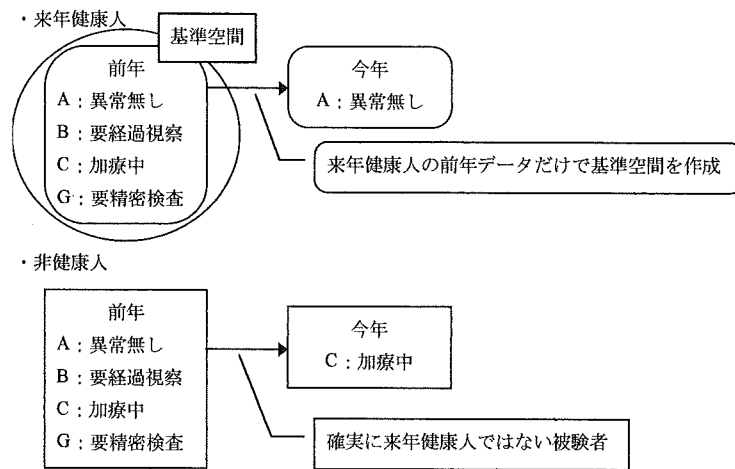 ・来年健康人
基準空間
前年
A：異常無し
B：要経過視察
C：加療中
G：要精密検査
今年
A：異常無し
来年健康人の前年データだけで基準空間を作成
・非健康人
前年
A：異常無し
B：要経過視察
C：加療中
G：要精密検査
今年
C：加療中
確実に来年健康人ではない被験者